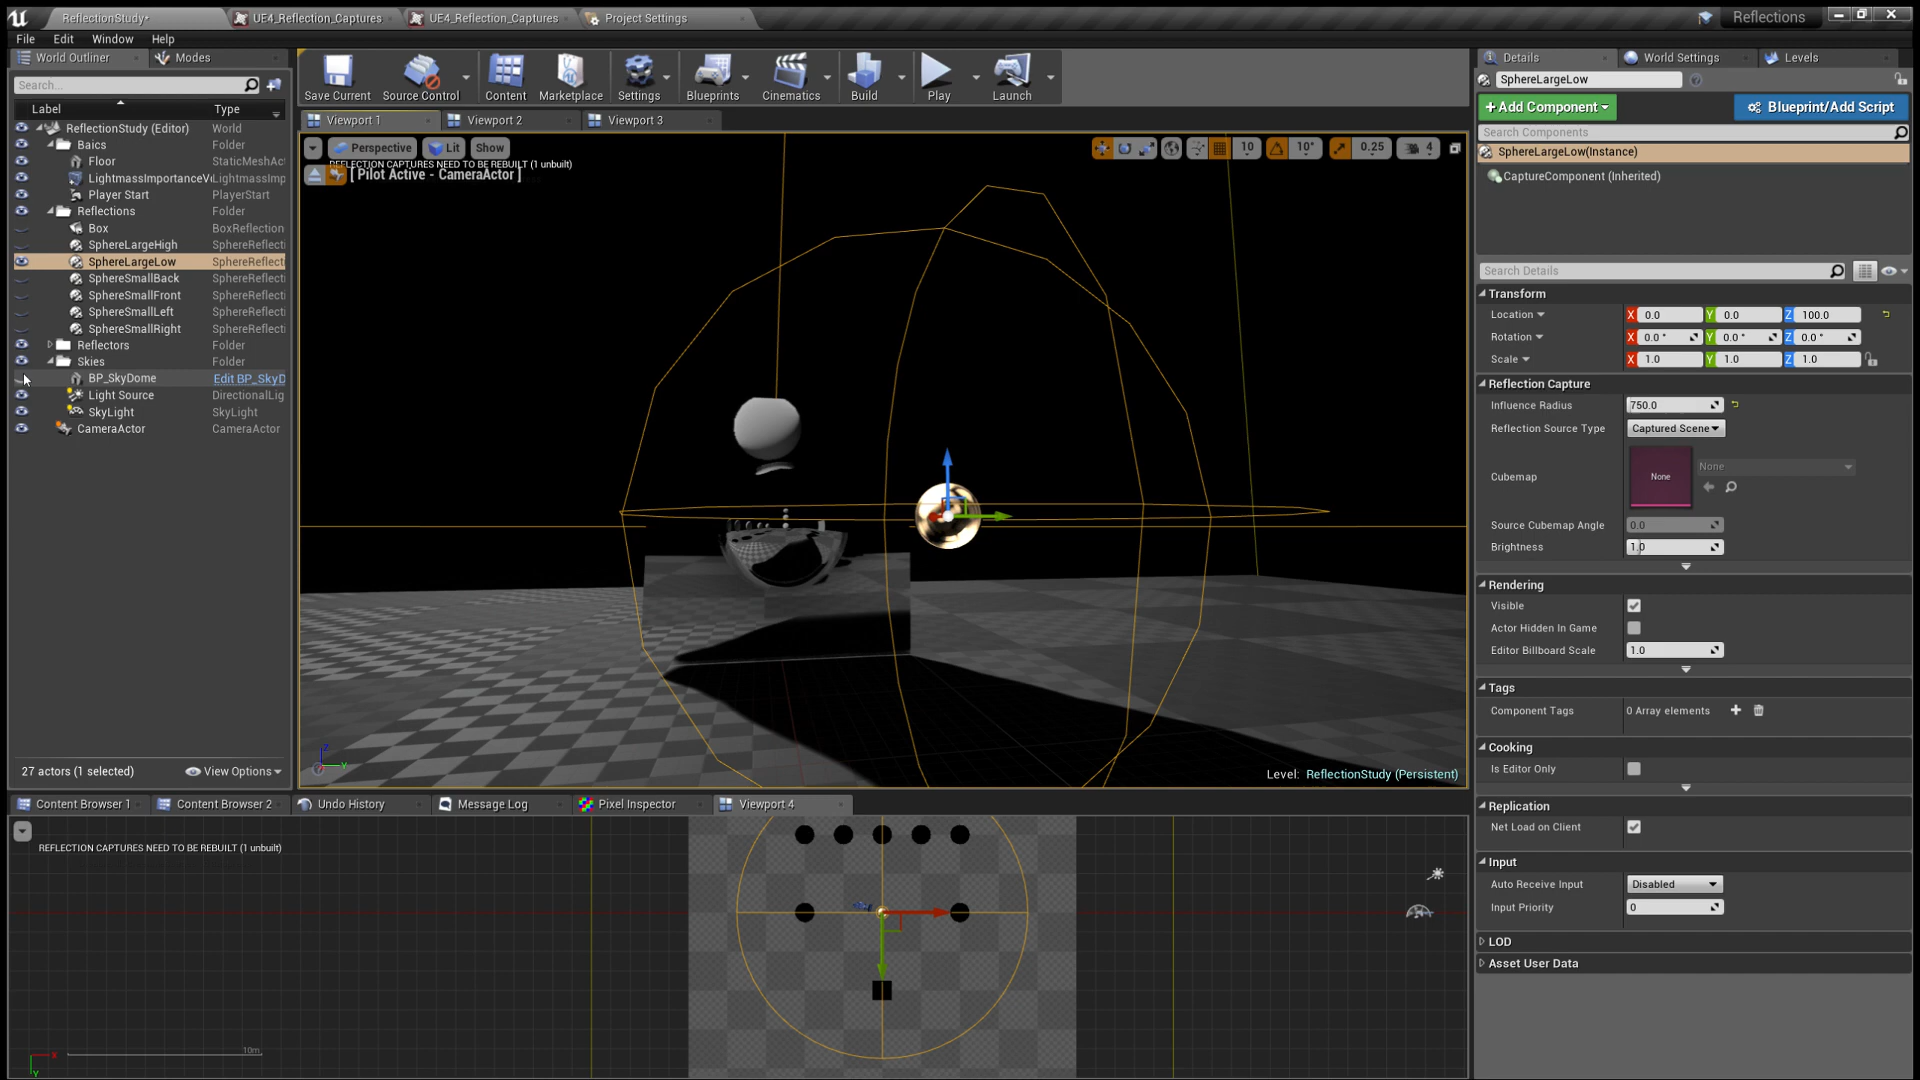 ReflectionStudy*
UE4_Reflection_Captures
UE4_Reflection_Captures
Project Settings
Reflections
File Edit Window Help
World Outliner
Modes
Search...
Label Type
ReflectionStudy (Editor) World
Baics Folder
Floor StaticMeshAct
LightmassImportanceVo LightmassImp
Player Start PlayerStart
Reflections Folder
Box BoxReflection
SphereLargeHigh SphereReflecti
SphereLargeLow SphereReflecti
SphereSmallBack SphereReflecti
SphereSmallFront SphereReflecti
SphereSmallLeft SphereReflecti
SphereSmallRight SphereReflecti
Reflectors Folder
Skies Folder
BP_SkyDome Edit BP_SkyD
Light Source DirectionalLig
SkyLight SkyLight
CameraActor CameraActor
27 actors (1 selected)
View Options
Save Current
Source Control
Content
Marketplace
Settings
Blueprints
Cinematics
Build
Play
Launch
Viewport 1
Viewport 2
Viewport 3
Perspective
Lit
Show
10
10°
0.25
4
REFLECTION CAPTURES NEED TO BE REBUILT (1 unbuilt)
[ Pilot Active - CameraActor ]
Z
Y
Level: ReflectionStudy (Persistent)
Content Browser 1
Content Browser 2
Undo History
Message Log
Pixel Inspector
Viewport 4
REFLECTION CAPTURES NEED TO BE REBUILT (1 unbuilt)
X
Y
10m
Details
World Settings
Levels
SphereLargeLow
+Add Component
Blueprint/Add Script
Search Components
SphereLargeLow(Instance)
CaptureComponent (Inherited)
Search Details
Transform
Location X 0.0 Y 0.0 Z 100.0
Rotation X 0.0 ° Y 0.0 ° Z 0.0 °
Scale X 1.0 Y 1.0 Z 1.0
Reflection Capture
Influence Radius 750.0
Reflection Source Type Captured Scene
Cubemap None None
Source Cubemap Angle 0.0
Brightness 1.0
Rendering
Visible
Actor Hidden In Game
Editor Billboard Scale 1.0
Tags
Component Tags 0 Array elements
Cooking
Is Editor Only
Replication
Net Load on Client
Input
Auto Receive Input Disabled
Input Priority 0
LOD
Asset User Data